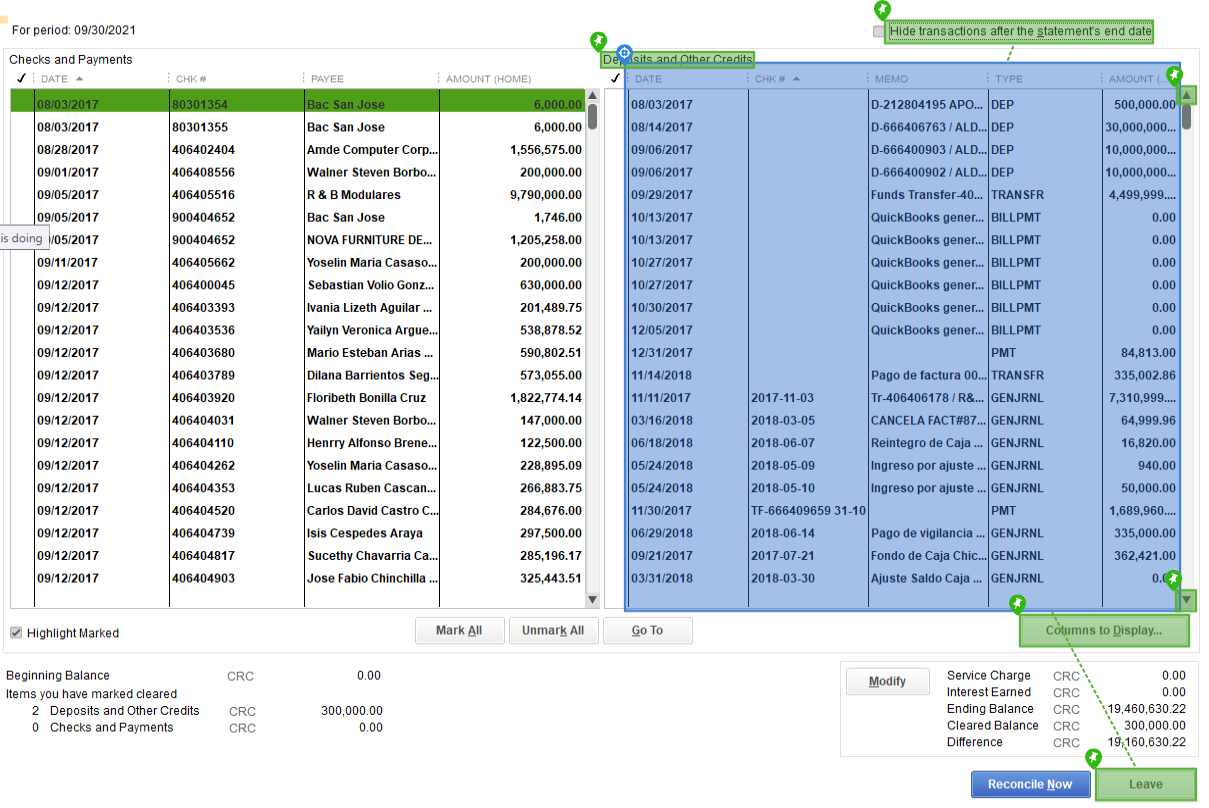 For period: 09/30/2021
Hide transactions after the statement's end date
Checks and Payments
Deposits and Other Credits
✓ DATE CHK # PAYEE AMOUNT (HOME)
08/03/2017 80301354 Bac San Jose 6,000.00
08/03/2017 80301355 Bac San Jose 6,000.00
08/28/2017 406402404 Amde Computer Corp... 1,556,575.00
09/01/2017 406408556 Walner Steven Borbo... 200,000.00
09/05/2017 406405516 R & B Modulares 9,790,000.00
09/05/2017 900404652 Bac San Jose 1,746.00
is doing
/05/2017 900404652 NOVA FURNITURE DE... 1,205,258.00
09/11/2017 406405662 Yoselin Maria Casaso... 200,000.00
09/12/2017 406400045 Sebastian Volio Gonz... 630,000.00
09/12/2017 406403393 Ivania Lizeth Aguilar ... 201,489.75
09/12/2017 406403536 Yailyn Veronica Argue... 538,878.52
09/12/2017 406403680 Mario Esteban Arias ... 590,802.51
09/12/2017 406403789 Dilana Barrientos Seg... 573,055.00
09/12/2017 406403920 Floribeth Bonilla Cruz 1,822,774.14
09/12/2017 406404031 Walner Steven Borbo... 147,000.00
09/12/2017 406404110 Henrry Alfonso Brene... 122,500.00
09/12/2017 406404262 Yoselin Maria Casaso... 228,895.09
09/12/2017 406404353 Lucas Ruben Cascan... 266,883.75
09/12/2017 406404520 Carlos David Castro C... 284,676.00
09/12/2017 406404739 Isis Cespedes Araya 297,500.00
09/12/2017 406404817 Sucethy Chavarria Ca... 285,196.17
09/12/2017 406404903 Jose Fabio Chinchilla ... 325,443.51
✓ DATE CHK # MEMO TYPE AMOUNT (...
08/03/2017 D-212804195 APO... DEP 500,000.00
08/14/2017 D-666406763 / ALD... DEP 30,000,000...
09/06/2017 D-666400903 / ALD... DEP 10,000,000...
09/06/2017 D-666400902 / ALD... DEP 10,000,000...
09/29/2017 Funds Transfer-40... TRANSFR 4,499,999....
10/13/2017 QuickBooks gener... BILLPMT 0.00
10/13/2017 QuickBooks gener... BILLPMT 0.00
10/27/2017 QuickBooks gener... BILLPMT 0.00
10/27/2017 QuickBooks gener... BILLPMT 0.00
10/30/2017 QuickBooks gener... BILLPMT 0.00
12/05/2017 QuickBooks gener... BILLPMT 0.00
12/31/2017 PMT 84,813.00
11/14/2018 Pago de factura 00... TRANSFR 335,002.86
11/11/2017 2017-11-03 Tr-406406178 / R&... GENJRNL 7,310,999....
03/16/2018 2018-03-05 CANCELA FACT#87... GENJRNL 64,999.96
06/18/2018 2018-06-07 Reintegro de Caja ... GENJRNL 16,820.00
05/24/2018 2018-05-09 Ingreso por ajuste ... GENJRNL 940.00
05/24/2018 2018-05-10 Ingreso por ajuste ... GENJRNL 50,000.00
11/30/2017 TF-666409659 31-10 PMT 1,689,960....
06/29/2018 2018-06-14 Pago de vigilancia ... GENJRNL 335,000.00
09/21/2017 2017-07-21 Fondo de Caja Chic... GENJRNL 362,421.00
03/31/2018 2018-03-30 Ajuste Saldo Caja ... GENJRNL
Highlight Marked
Mark All
Unmark All
Go To
Columns to Display...
Beginning Balance CRC 0.00
Items you have marked cleared
2 Deposits and Other Credits CRC 300,000.00
0 Checks and Payments CRC 0.00
Modify
Service Charge CRC 0.00
Interest Earned CRC 0.00
Ending Balance CRC 19,460,630.22
Cleared Balance CRC 300,000.00
Difference CRC 19,160,630.22
Reconcile Now
Leave